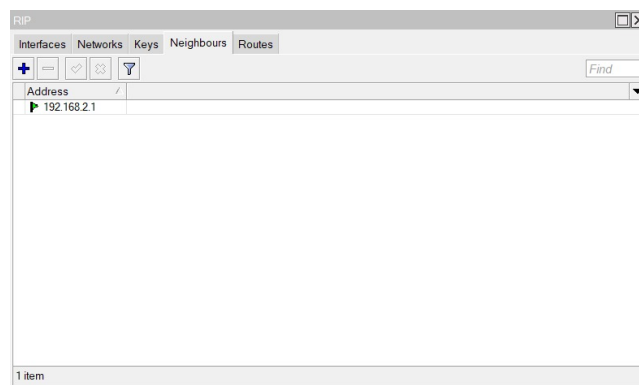 RIP
Interfaces Networks Keys Neighbours Routes
Find
Address
192.168.2.1
1 item